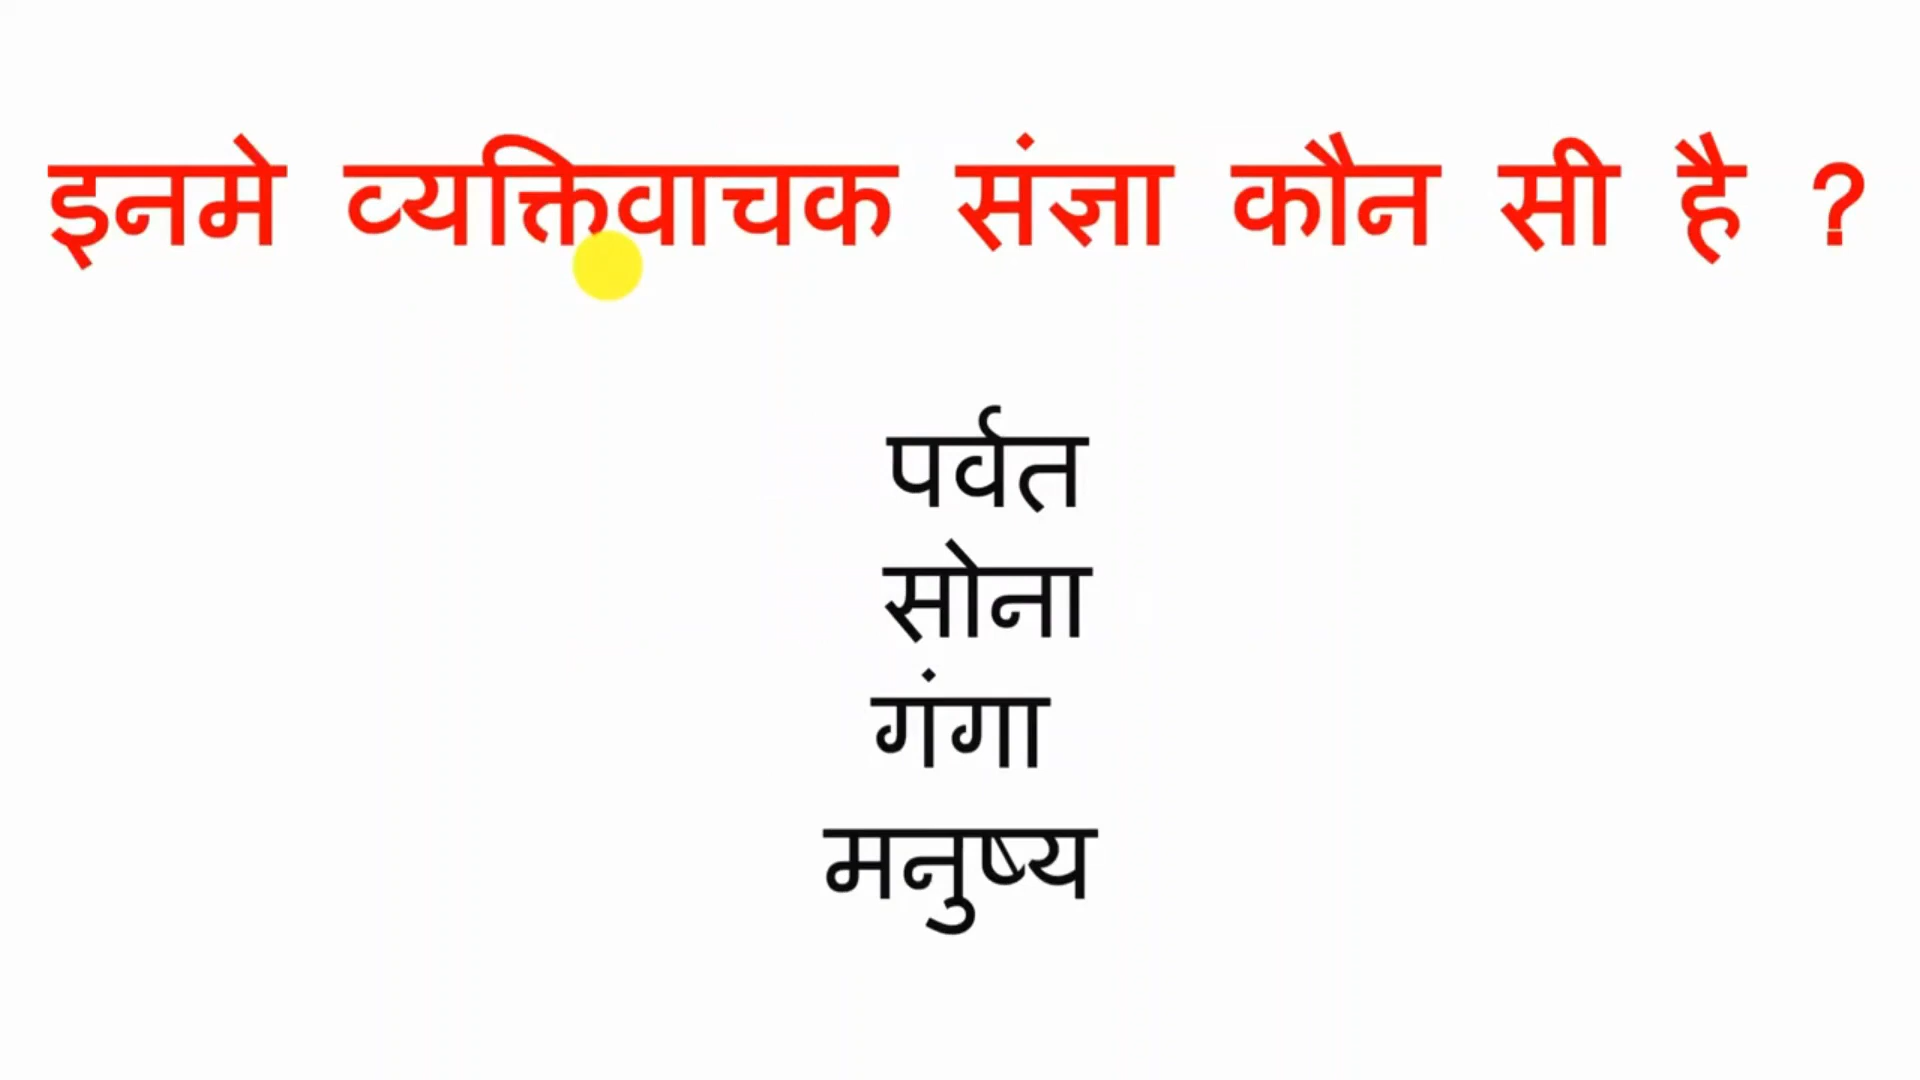 इनमे व्यक्तिवाचक संज्ञा कौन सी है ?
पर्वत
सोना
गंगा
मनुष्य